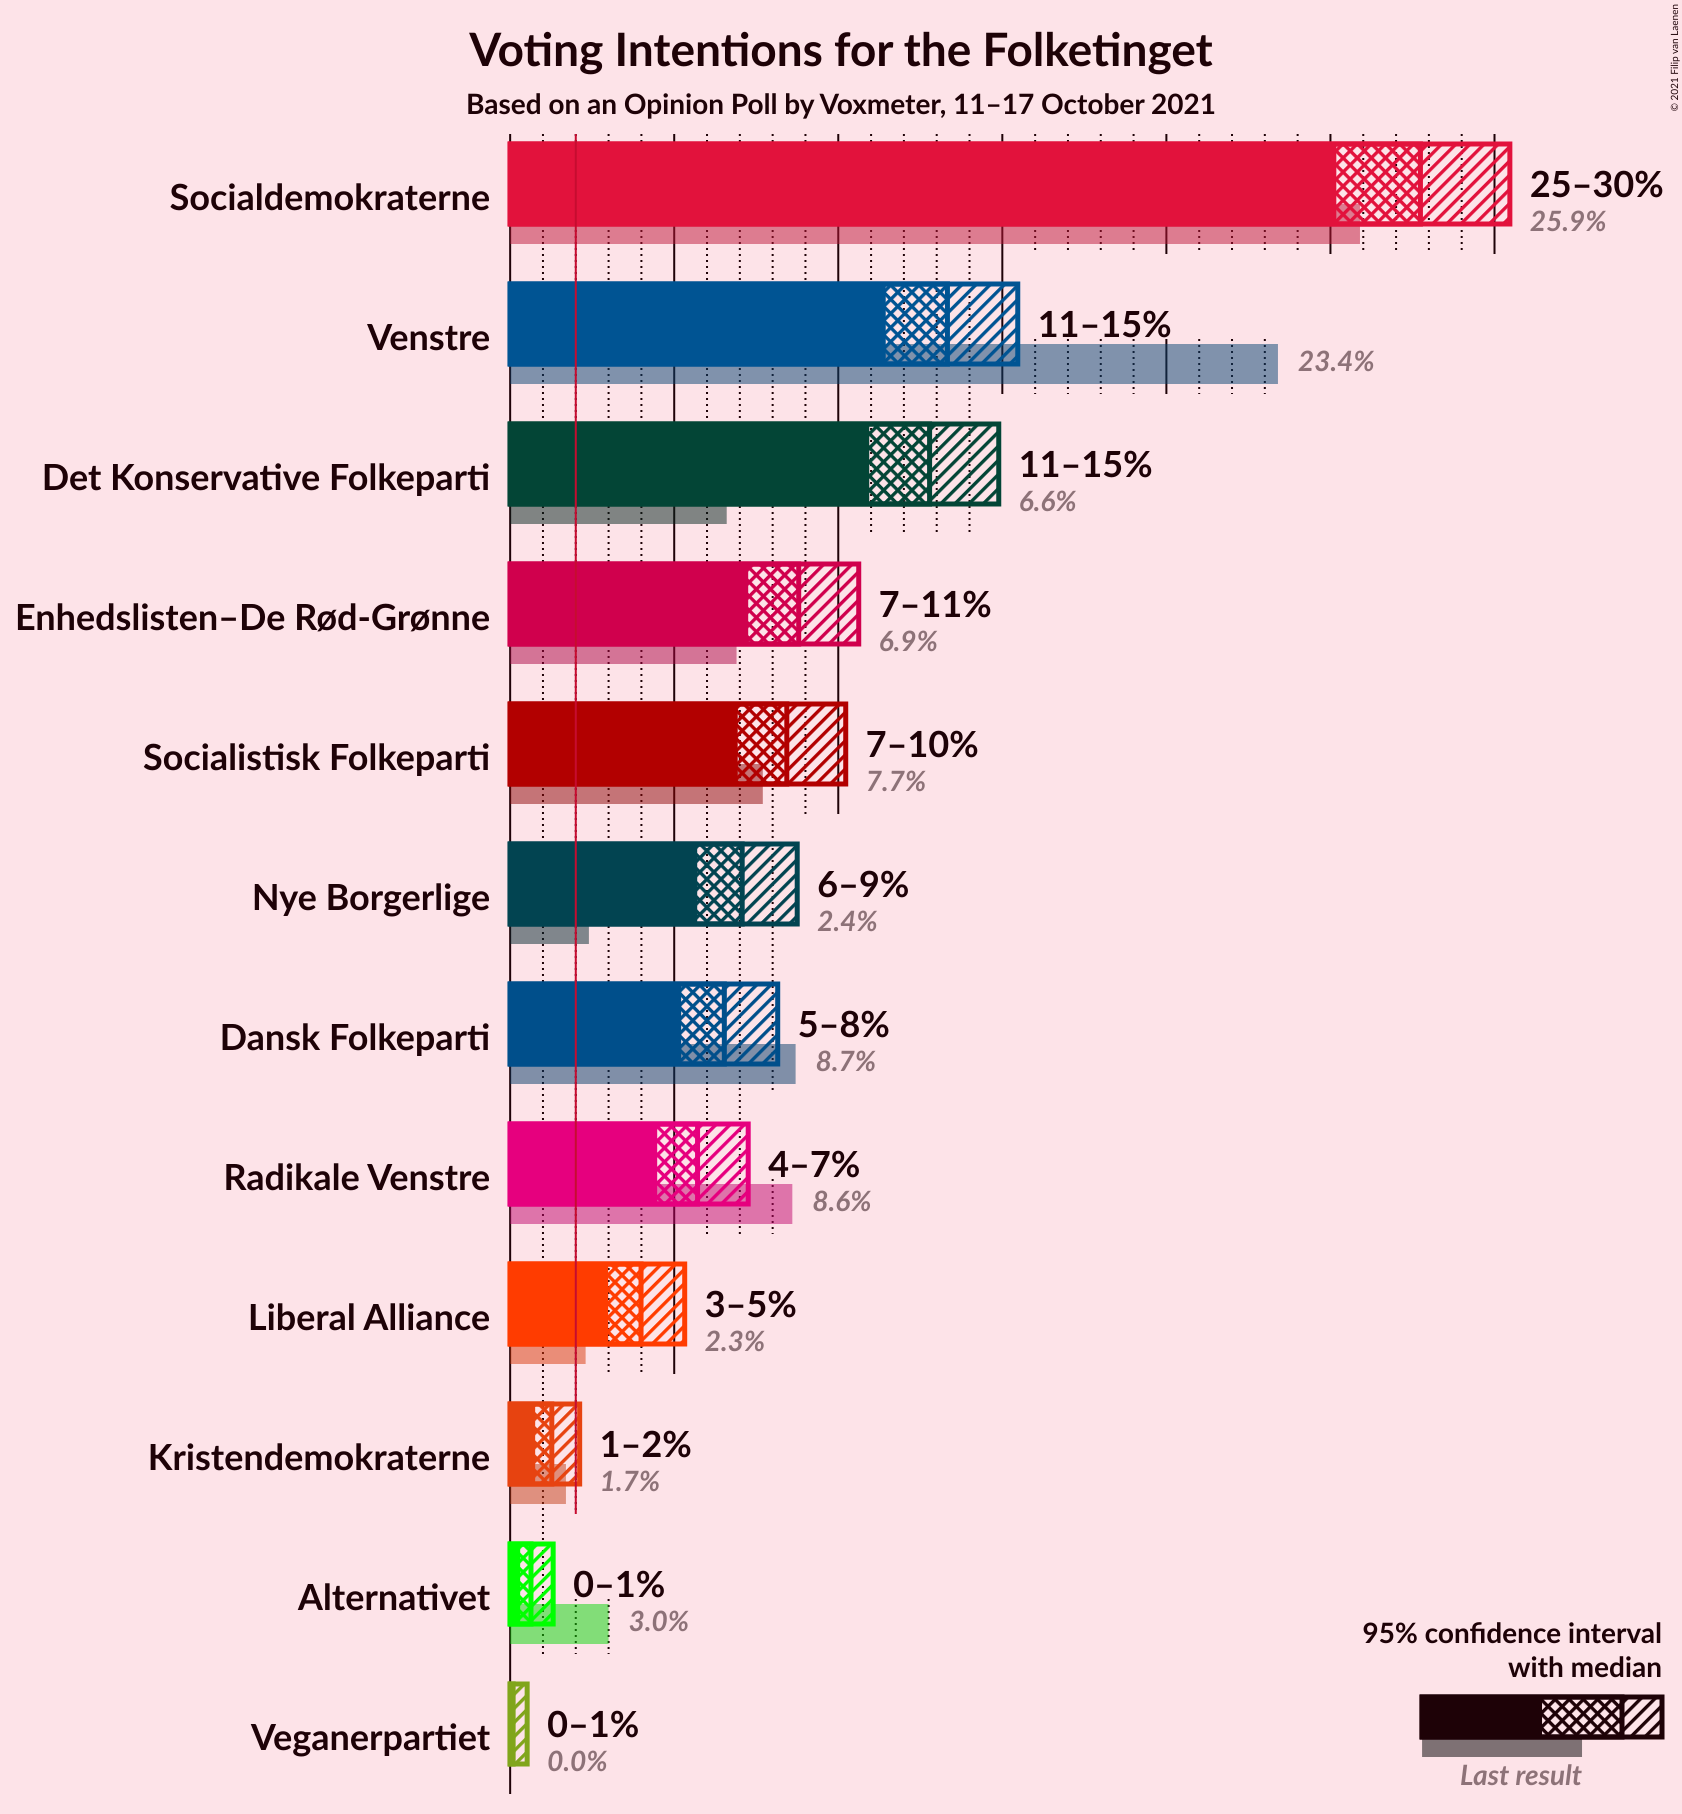 © 2021 Filip van Laenen
Voting Intentions for the Folketinget
Based on an Opinion Poll by Voxmeter, 11–17 October 2021
Socialdemokraterne
25–30%
25.9%
Venstre
11–15%
23.4%
Det Konservative Folkeparti
11–15%
6.6%
Enhedslisten–De Rød-Grønne
7–11%
6.9%
Socialistisk Folkeparti
7–10%
7.7%
Nye Borgerlige
6–9%
2.4%
Dansk Folkeparti
5–8%
8.7%
Radikale Venstre
4–7%
8.6%
Liberal Alliance
3–5%
2.3%
Kristendemokraterne
1–2%
1.7%
Alternativet
0–1%
3.0%
Veganerpartiet
0–1%
0.0%
95% confidence interval
with median
Last result